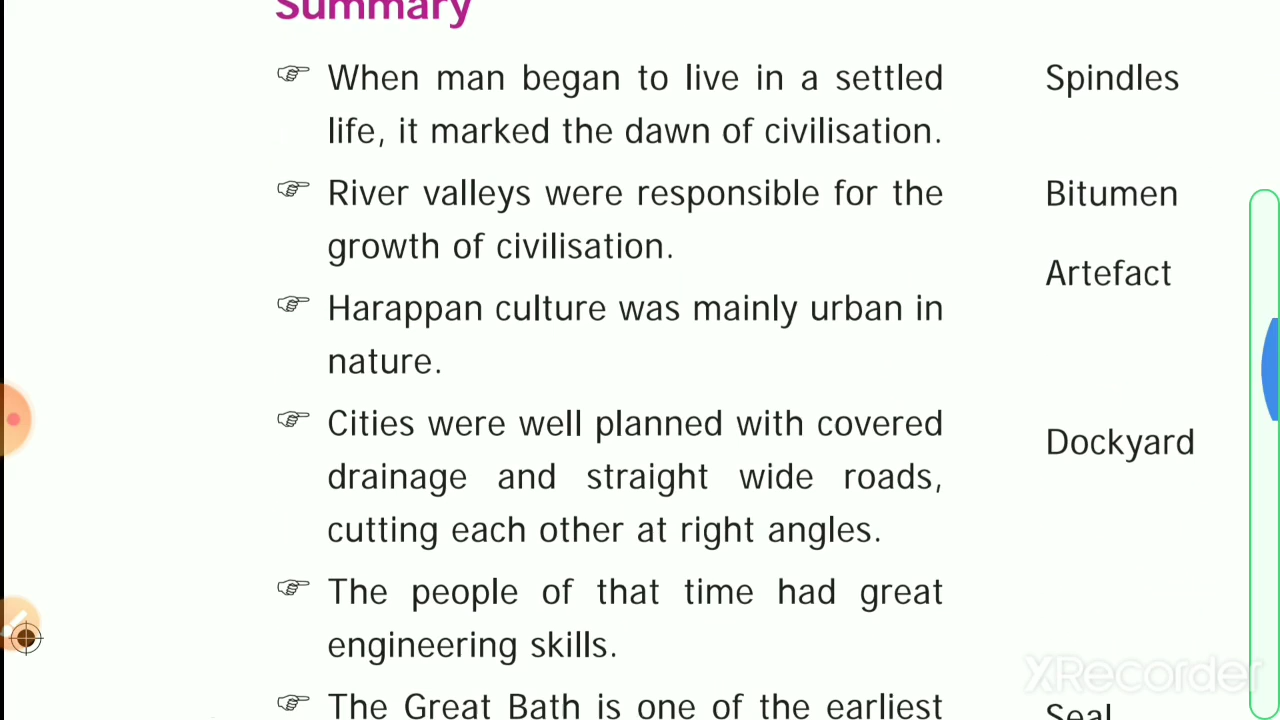 Summary
When man began to live in a settled
life, it marked the dawn of civilisation.
River valleys were responsible for the
growth of civilisation.
Harappan culture was mainly urban in
nature.
Cities were well planned with covered
drainage and straight wide roads,
cutting each other at right angles.
The people of that time had great
engineering skills.
The Great Bath is one of the earliest
Spindles
Bitumen
Artefact
Dockyard
Seal
XRecorder